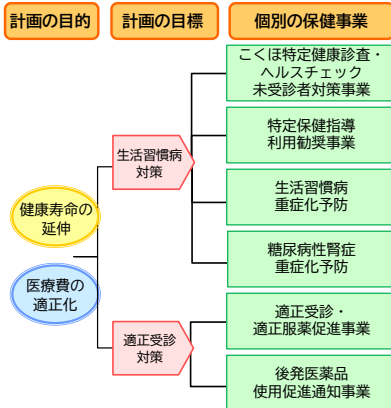 計画の目的
計画の目標
個別の保健事業
健康寿命の
延伸
医療費の
適正化
生活習慣病
対策
適正受診
対策
こくほ特定健康診査・
ヘルスチェック
未受診者対策事業
特定保健指導
利用勧奨事業
生活習慣病
重症化予防
糖尿病性腎症
重症化予防
適正受診・
適正服薬促進事業
後発医薬品
使用促進通知事業